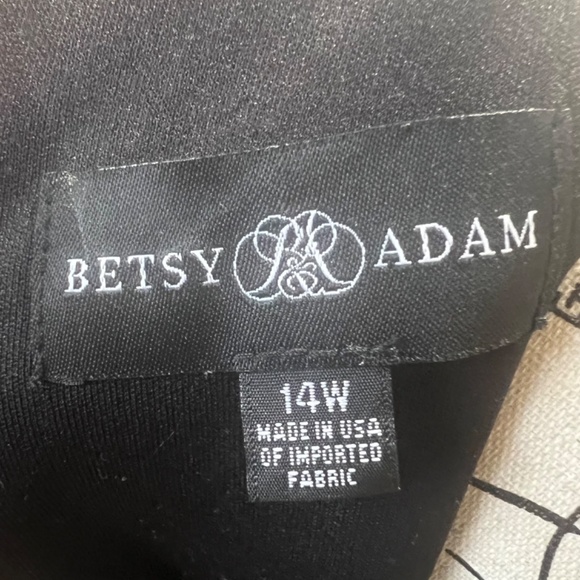 BETSY ADAM
14W
MADE IN USA
OF IMPORTED
FABRIC